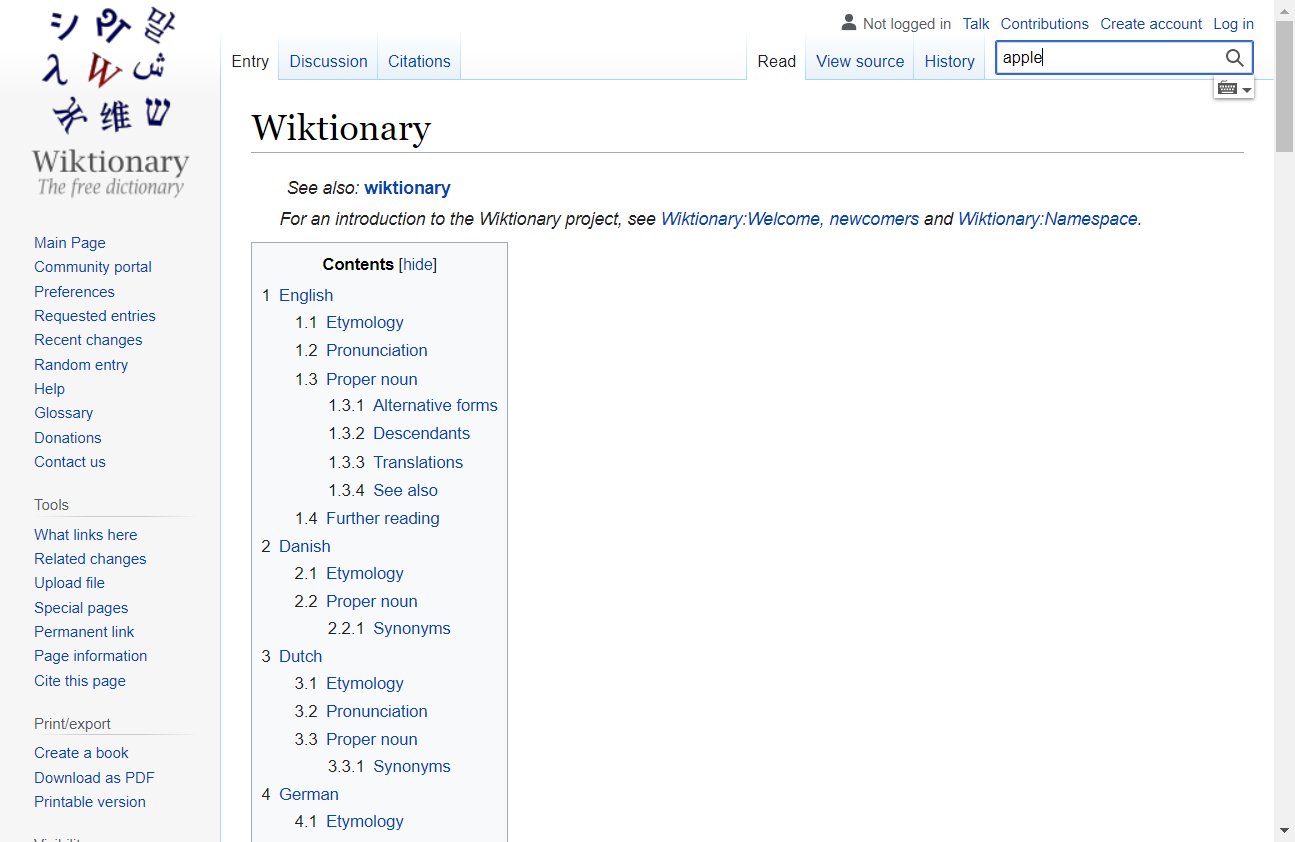 シ Wiktionary
The free dictionary
Not logged in Talk Contributions Create account Log in
Entry Discussion Citations Read View source History apple
Wiktionary
See also: wiktionary
For an introduction to the Wiktionary project, see Wiktionary:Welcome, newcomers and Wiktionary:Namespace.
Main Page
Community portal
Preferences
Requested entries
Recent changes
Random entry
Help
Glossary
Donations
Contact us
Tools
What links here
Related changes
Upload file
Special pages
Permanent link
Page information
Cite this page
Print/export
Create a book
Download as PDF
Printable version
Contents [hide]
1 English
1.1 Etymology
1.2 Pronunciation
1.3 Proper noun
1.3.1 Alternative forms
1.3.2 Descendants
1.3.3 Translations
1.3.4 See also
1.4 Further reading
2 Danish
2.1 Etymology
2.2 Proper noun
2.2.1 Synonyms
3 Dutch
3.1 Etymology
3.2 Pronunciation
3.3 Proper noun
3.3.1 Synonyms
4 German
4.1 Etymology